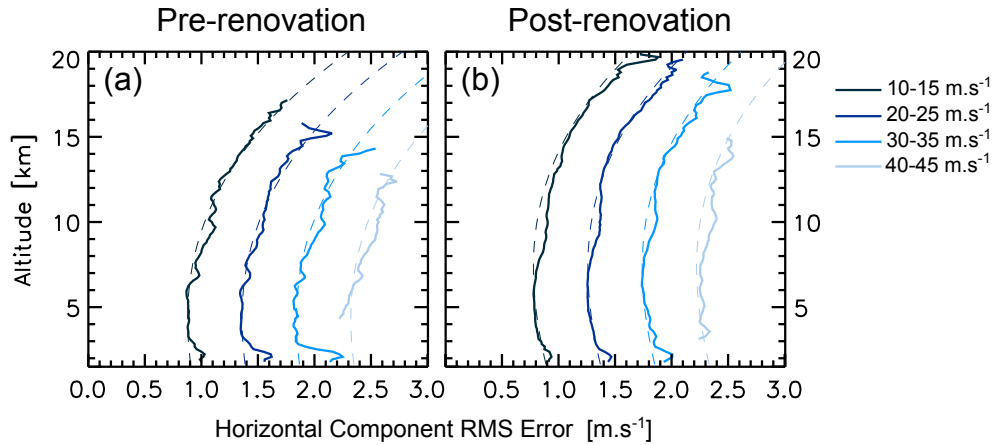 Pre-renovation Post-renovation
(a) (b)
20 20
15 15
10 10
5 5
Altitude [km]
0.0 0.5 1.0 1.5 2.0 2.5 3.0 0.5 1.0 1.5 2.0 2.5 3.0
Horizontal Component RMS Error [m.s⁻¹]
10-15 m.s⁻¹
20-25 m.s⁻¹
30-35 m.s⁻¹
40-45 m.s⁻¹